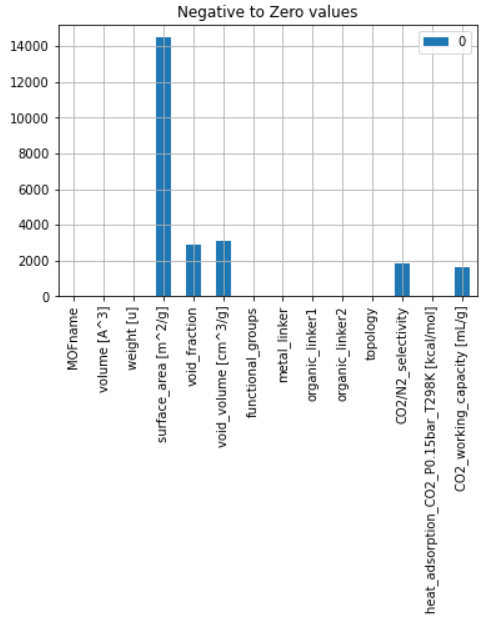 Negative to Zero values
0
14000
12000
10000
8000
6000
4000
2000
0
MOFname
volume [A^3]
weight [u]
surface_area [m^2/g]
void_fraction
void_volume [cm^3/g]
functional_groups
metal_linker
organic_linker1
organic_linker2
topology
CO2/N2_selectivity
heat_adsorption_CO2_P0.15bar_T298K [kcal/mol]
CO2_working_capacity [mL/g]